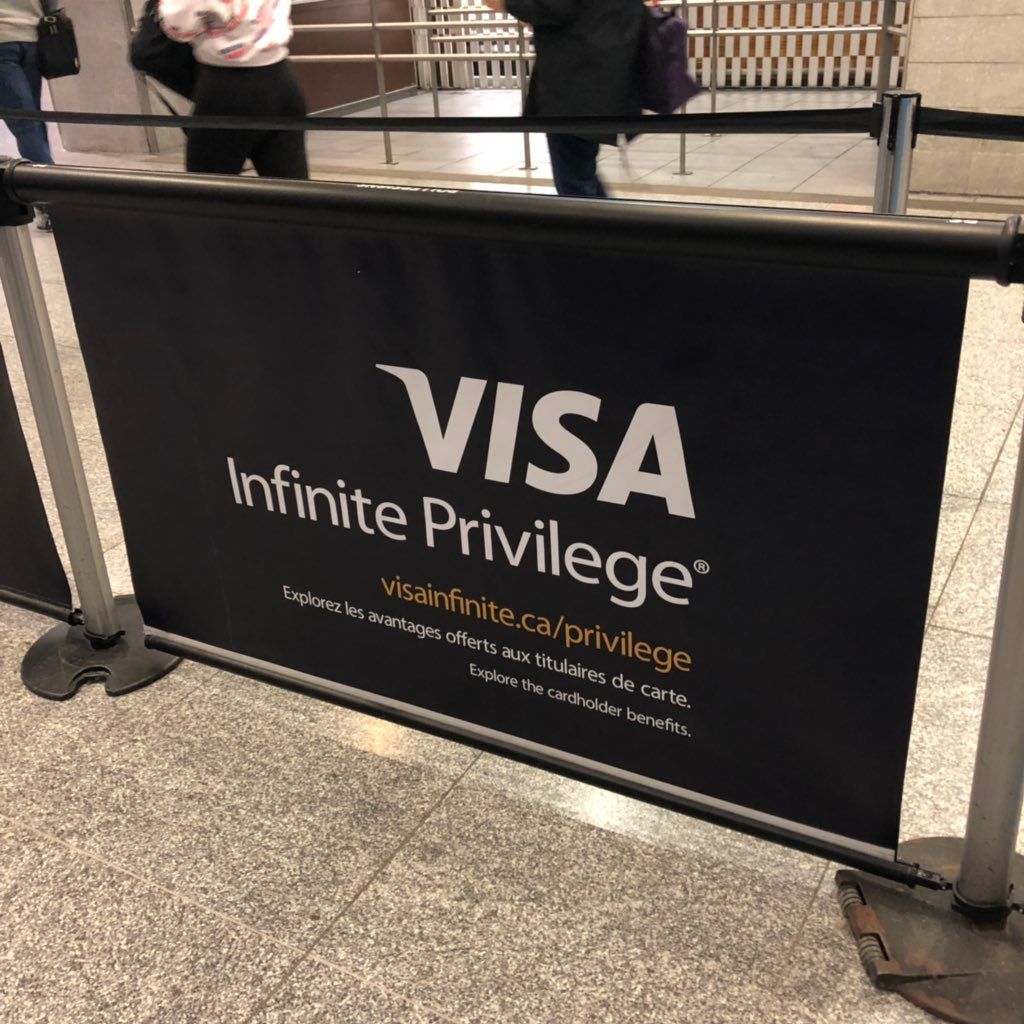 VISA
Infinite Privilege®
visainfinite.ca/privilege
Explorez les avantages offerts aux titulaires de carte.
Explore the cardholder benefits.